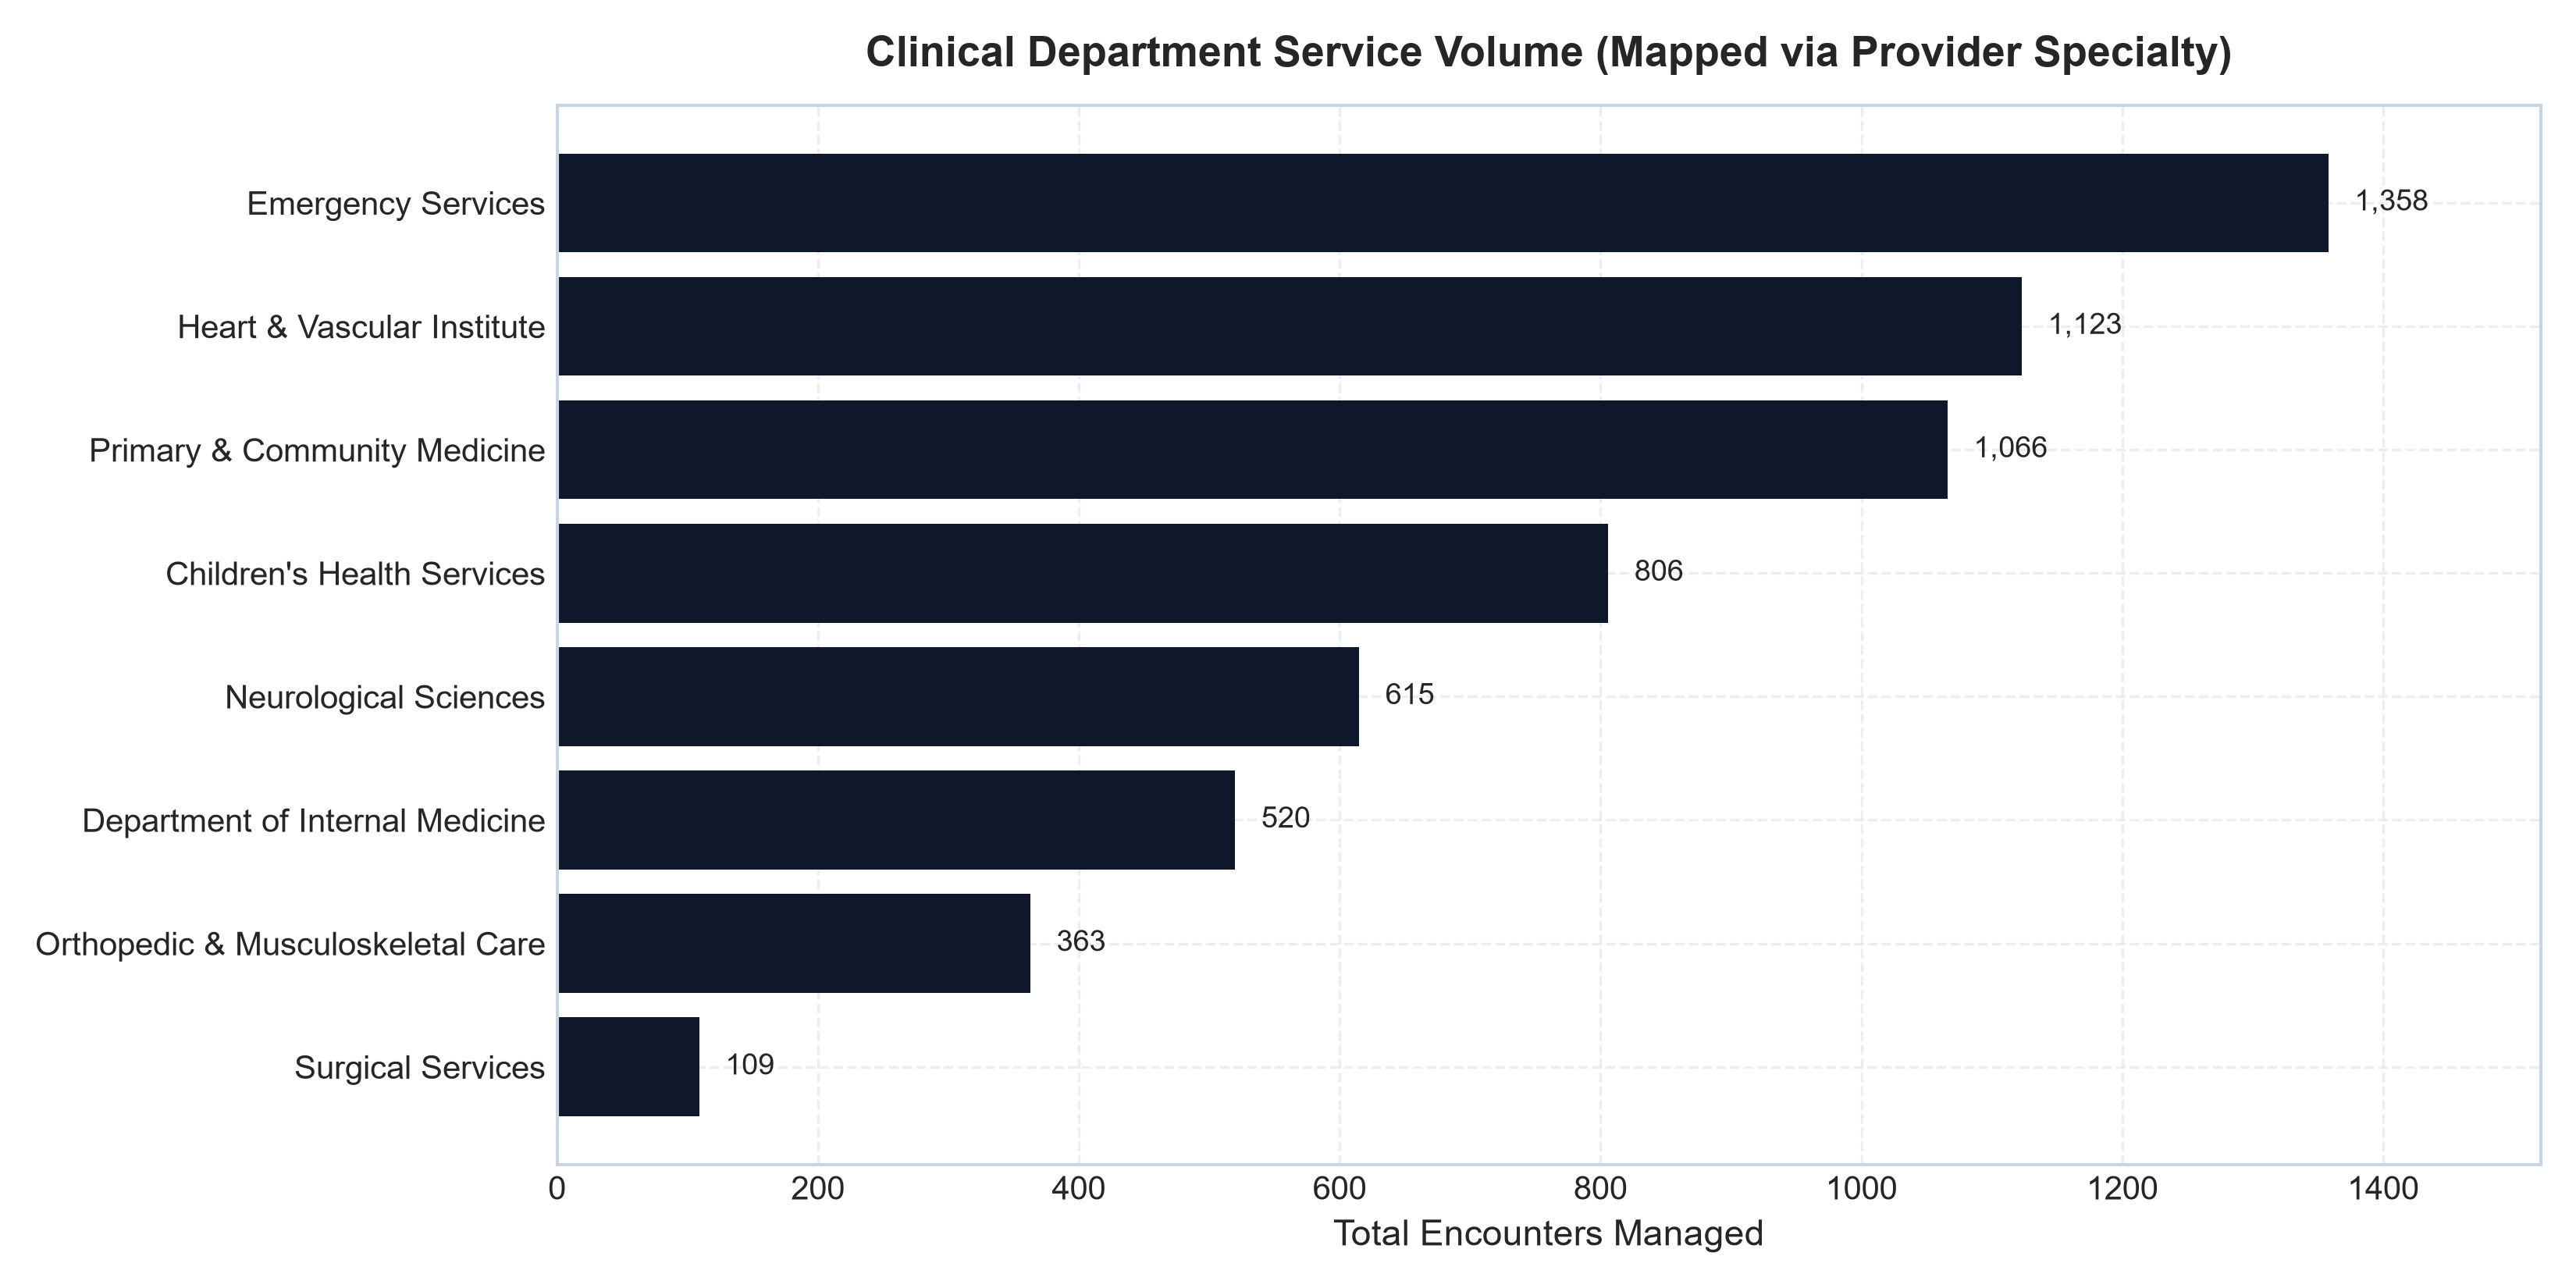 Clinical Department Service Volume (Mapped via Provider Specialty)
Emergency Services 1,358
Heart & Vascular Institute 1,123
Primary & Community Medicine 1,066
Children's Health Services 806
Neurological Sciences 615
Department of Internal Medicine 520
Orthopedic & Musculoskeletal Care 363
Surgical Services 109
0 200 400 600 800 1000 1200 1400
Total Encounters Managed